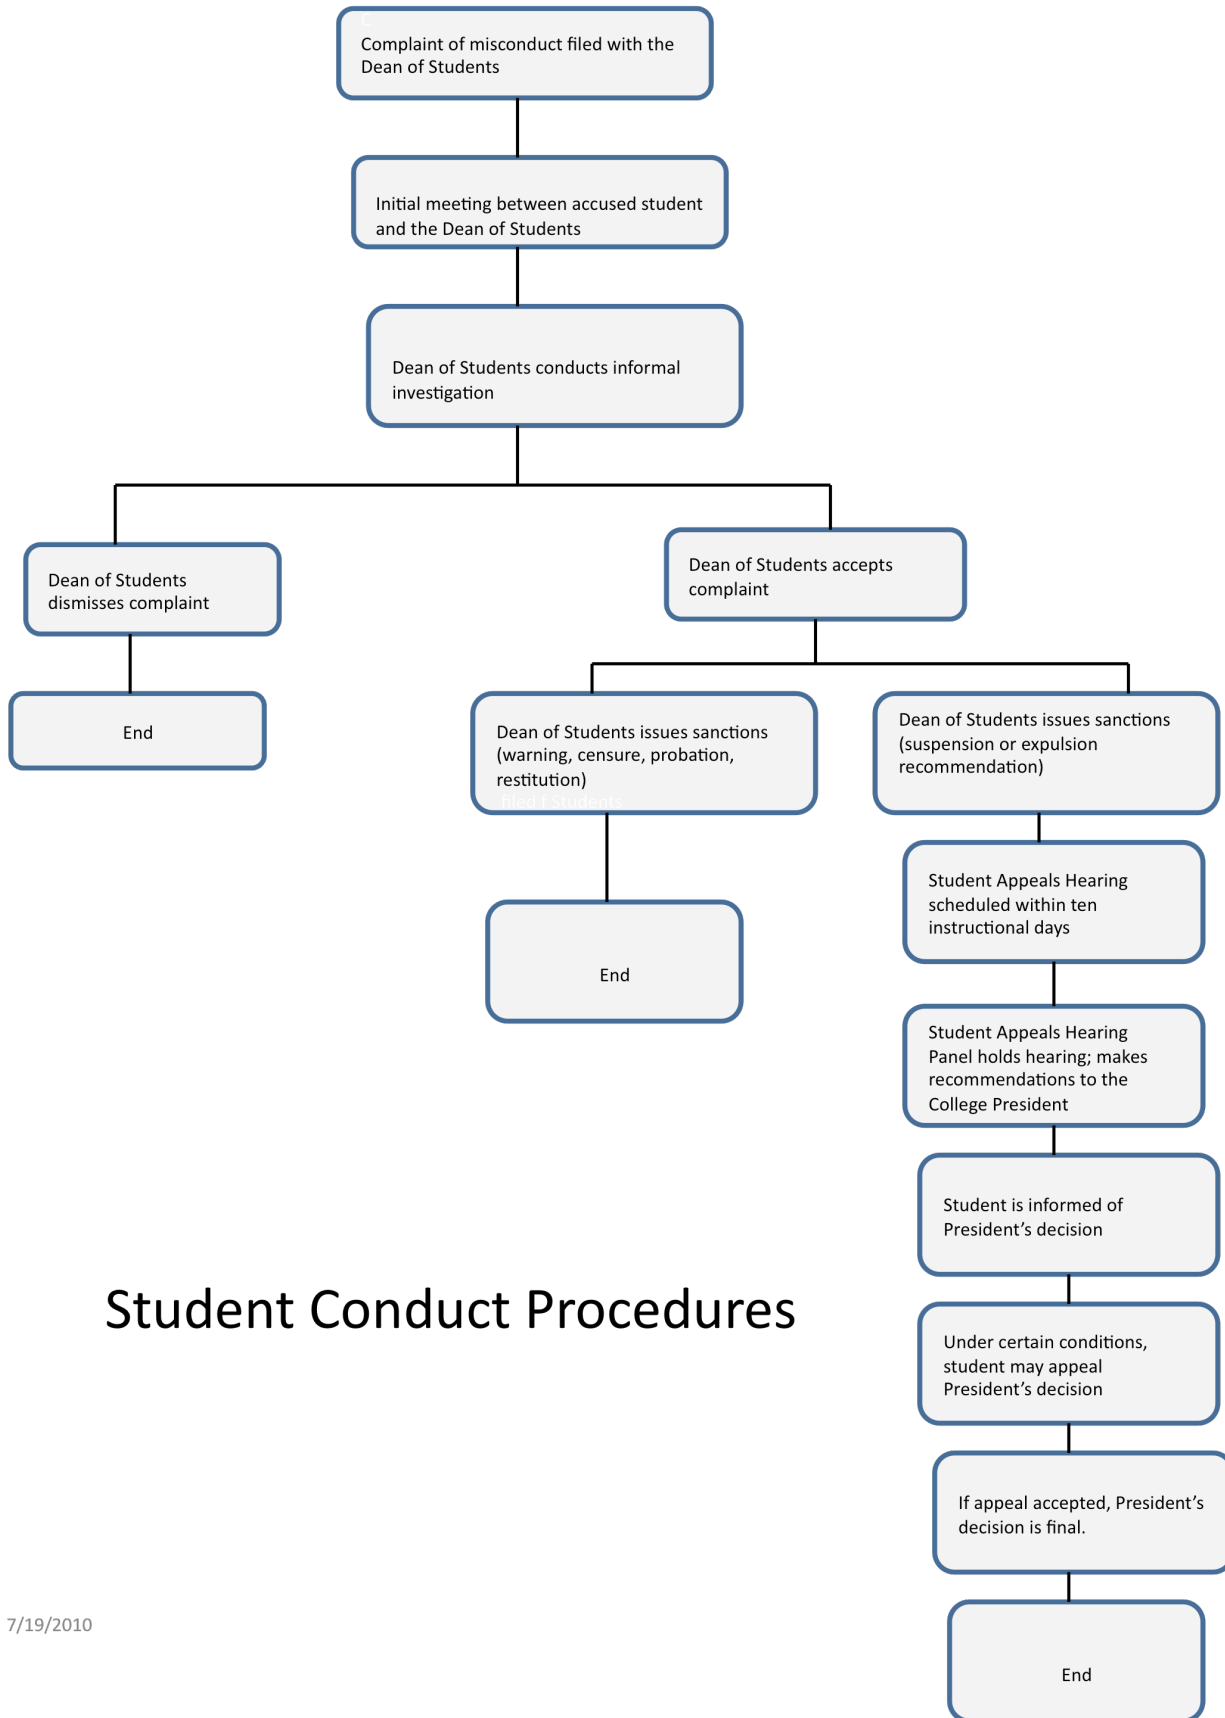 C
Complaint of misconduct filed with the
Dean of Students
Initial meeting between accused student
and the Dean of Students
Dean of Students conducts informal
investigation
Dean of Students
dismisses complaint
End
Dean of Students accepts
complaint
Dean of Students issues sanctions
(warning, censure, probation,
restitution)
filed f Students
End
Dean of Students issues sanctions
(suspension or expulsion
recommendation)
Student Appeals Hearing
scheduled within ten
instructional days
Student Appeals Hearing
Panel holds hearing; makes
recommendations to the
College President
Student is informed of
President’s decision
Under certain conditions,
student may appeal
President’s decision
If appeal accepted, President’s
decision is final.
End
Student Conduct Procedures
7/19/2010